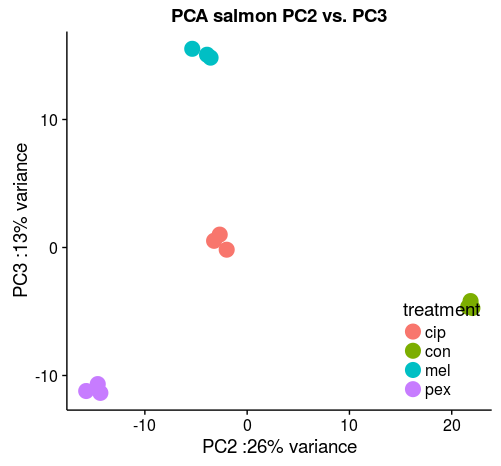 PCA salmon PC2 vs. PC3
PC3 :13% variance
10
0
-10
treatment
cip
con
mel
pex
-10 0 10 20
PC2 :26% variance